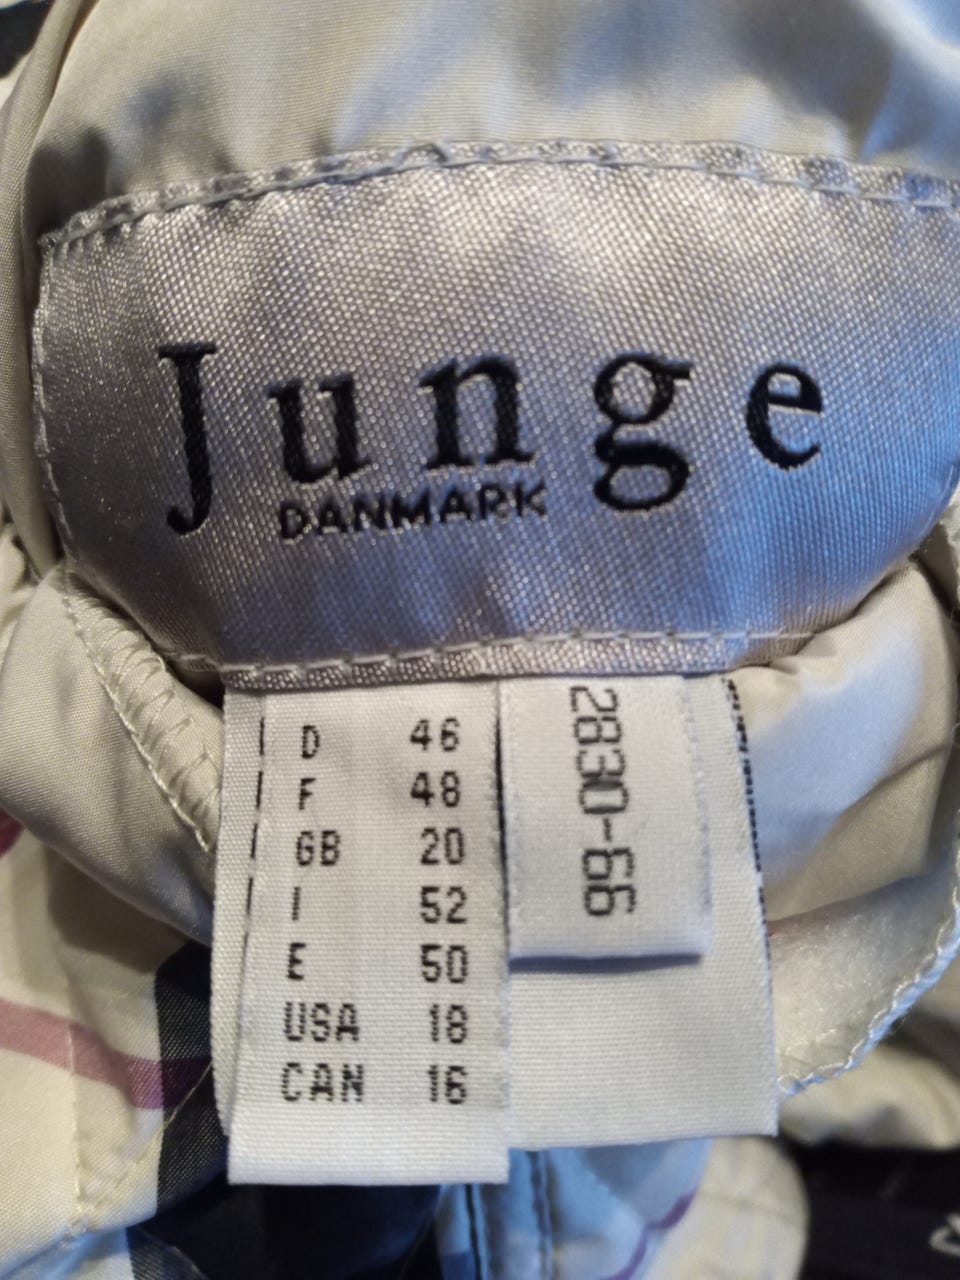 Junge
DANMARK
D 46
F 48
GB 20
I 52
E 50
USA 18
CAN 16
2830-66